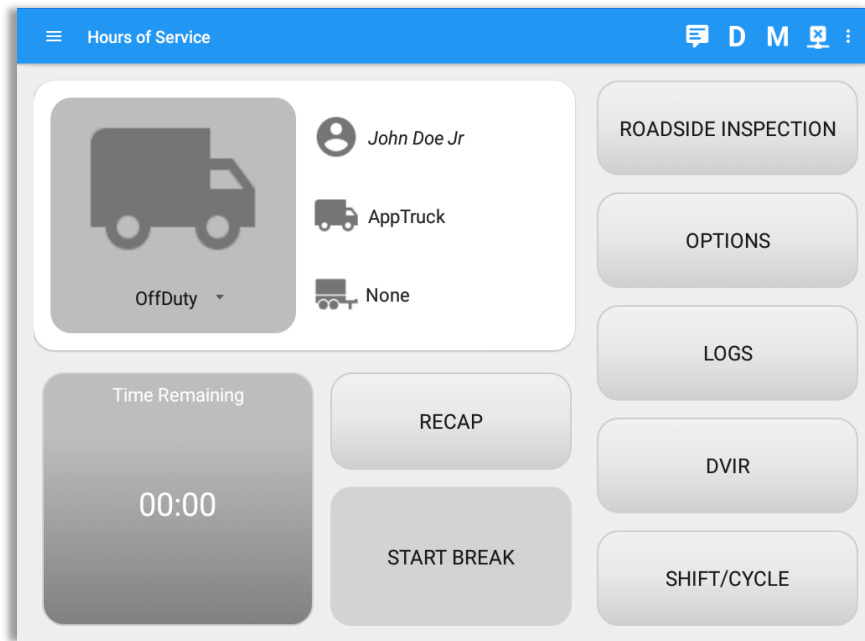 Hours of Service
D M
John Doe Jr
AppTruck
None
OffDuty
Time Remaining
00:00
RECAP
START BREAK
ROADSIDE INSPECTION
OPTIONS
LOGS
DVIR
SHIFT/CYCLE